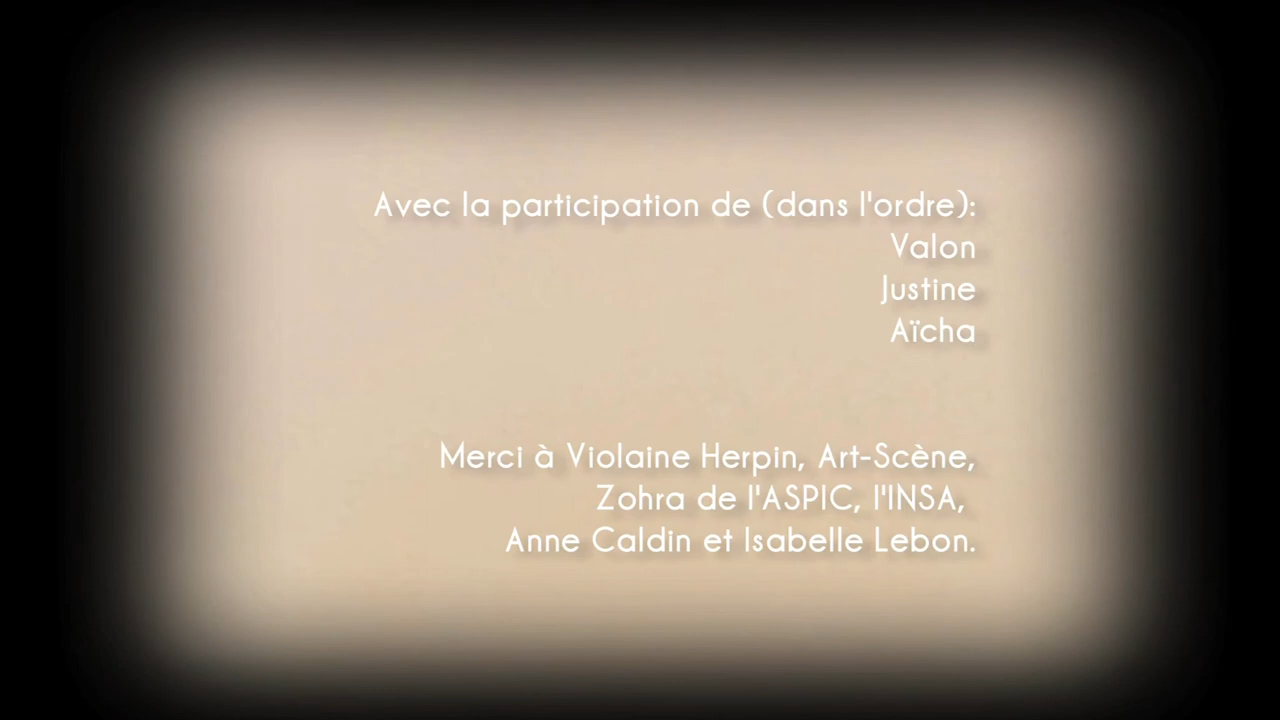 Avec la participation de (dans l'ordre):
Valon
Justine
Aïcha
Merci à Violaine Herpin, Art-Scène,
Zohra de l'ASPIC, l'INSA,
Anne Caldin et Isabelle Lebon.